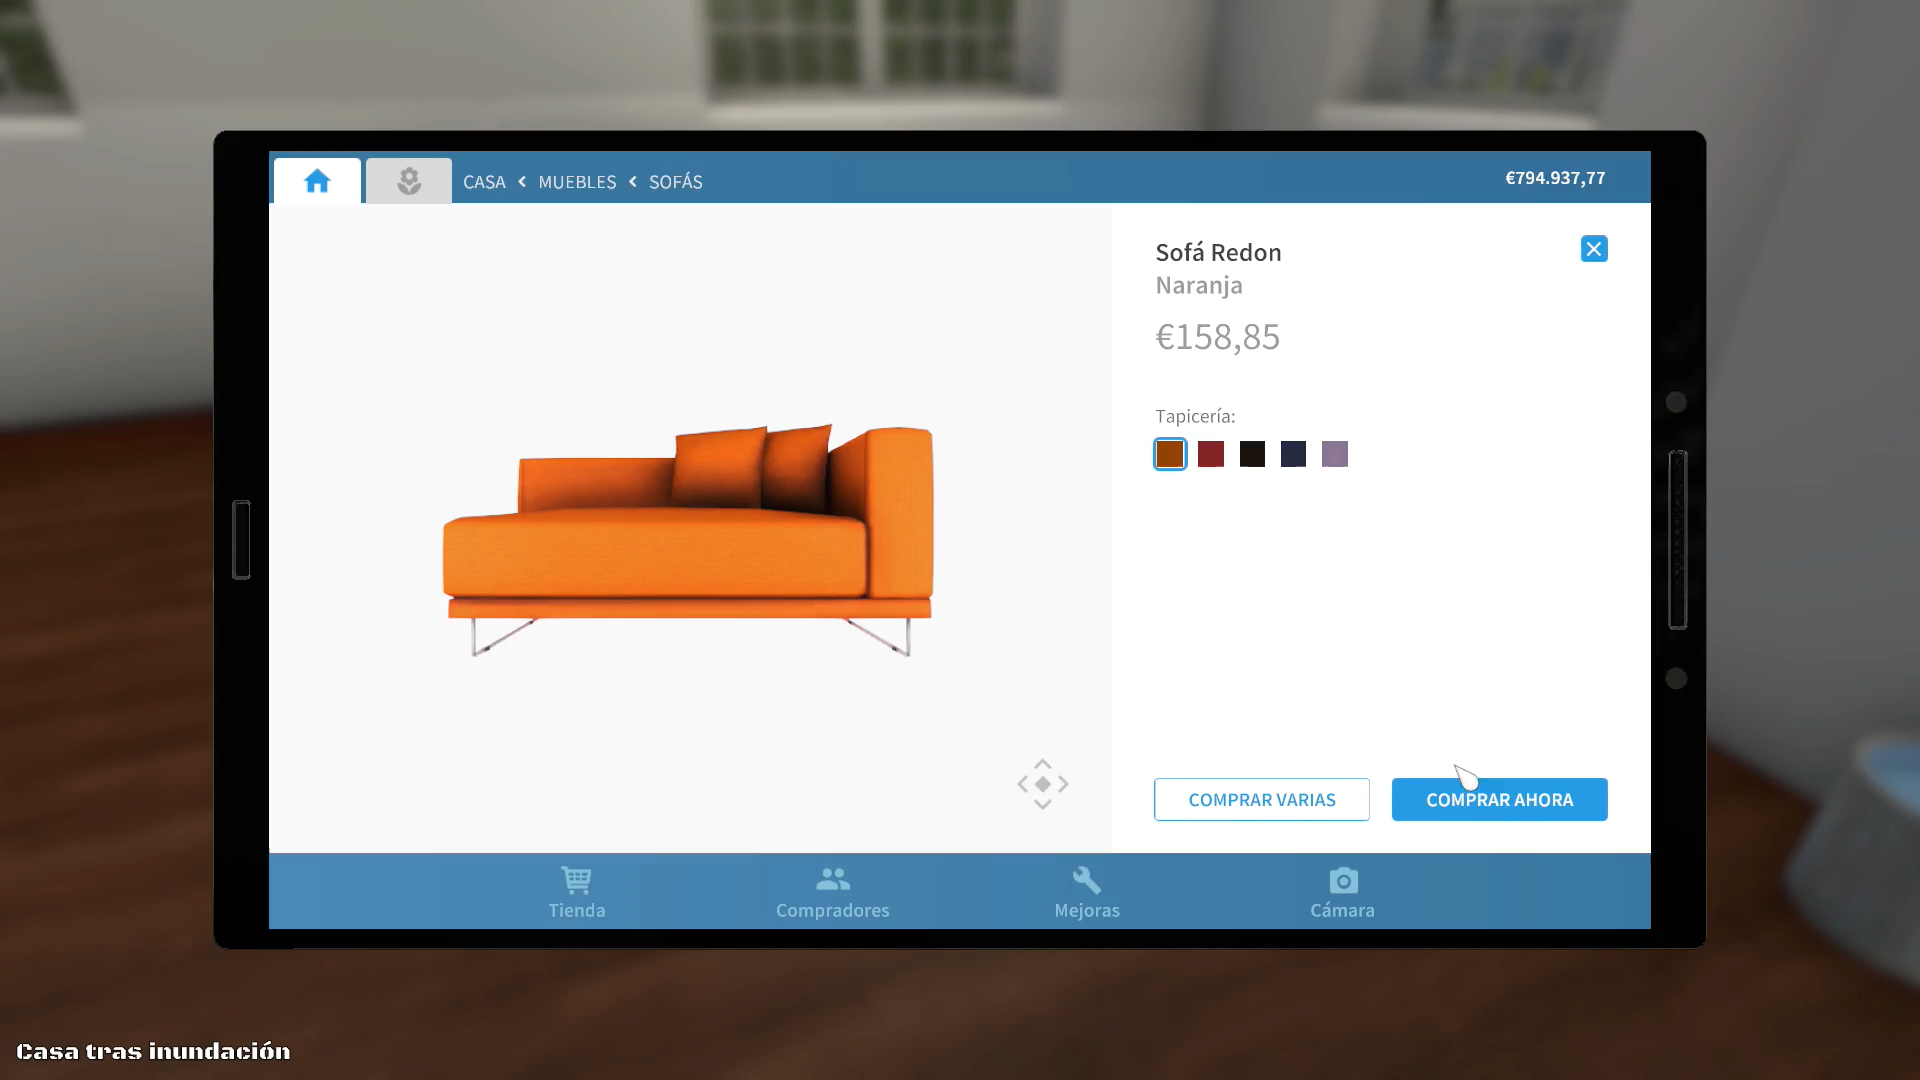 CASA < MUEBLES < SOFÁS
€794.937,77
Sofá Redon
Naranja
€158,85
Tapicería:
COMPRAR VARIAS
COMPRAR AHORA
Tienda
Compradores
Mejoras
Cámara
Casa tras inundación